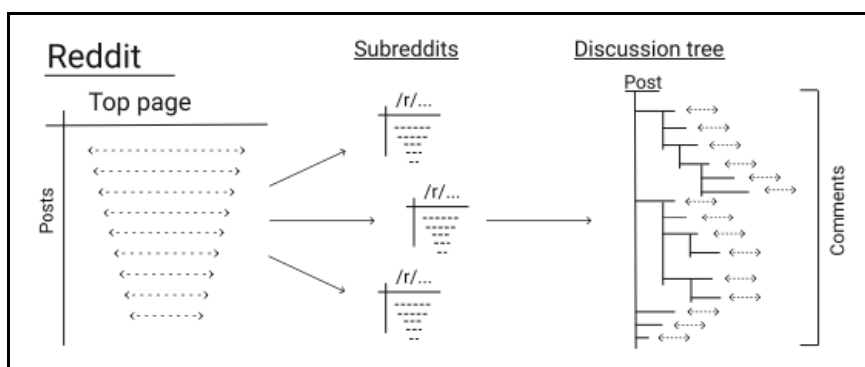 Reddit
Top page
Posts
Subreddits
/r/...
/r/...
/r/...
Discussion tree
Post
Comments